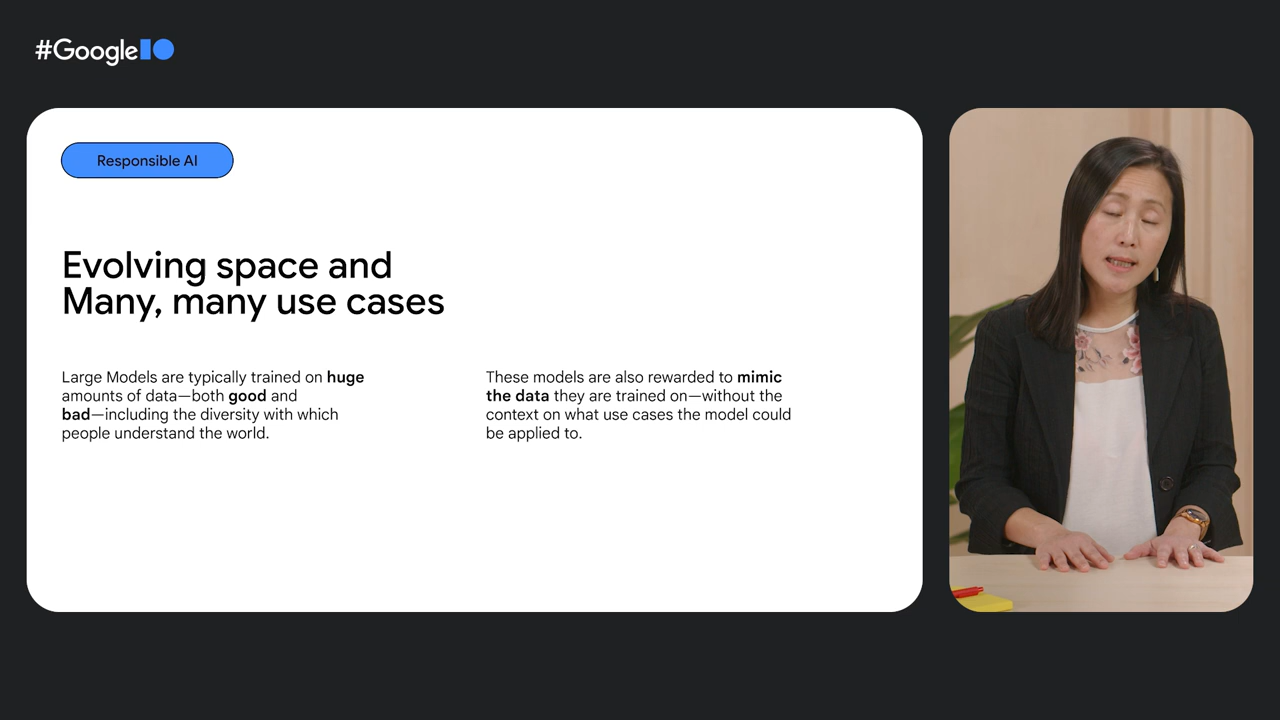 #GoogleIO
Responsible AI
Evolving space and
Many, many use cases
Large Models are typically trained on huge
amounts of data—both good and
bad—including the diversity with which
people understand the world.
These models are also rewarded to mimic
the data they are trained on—without the
context on what use cases the model could
be applied to.